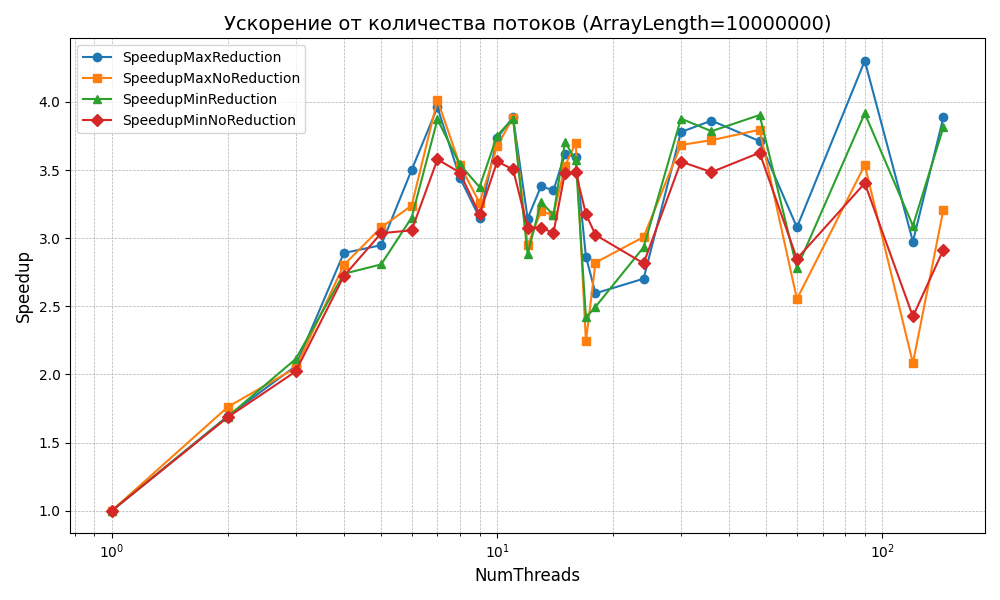 Ускорение от количества потоков (ArrayLength=10000000)
SpeedupMaxReduction
SpeedupMaxNoReduction
SpeedupMinReduction
SpeedupMinNoReduction
Speedup
4.0
3.5
3.0
2.5
2.0
1.5
1.0
10⁰
10¹
10²
NumThreads